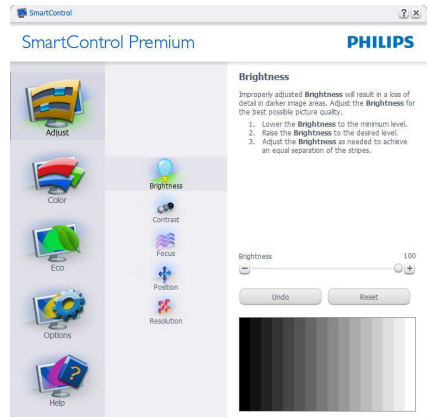 SmartControl
SmartControl Premium
PHILIPS
Adjust
Color
Eco
Options
Help
Brightness
Contrast
Focus
Position
Resolution
Brightness
Improperly adjusted Brightness will result in a loss of
detail in darker image areas. Adjust the Brightness for
the best possible picture quality.
1. Lower the Brightness to the minimum level.
2. Raise the Brightness to the desired level.
3. Adjust the Brightness as needed to achieve
an equal separation of the stripes.
Brightness 100
Undo Reset